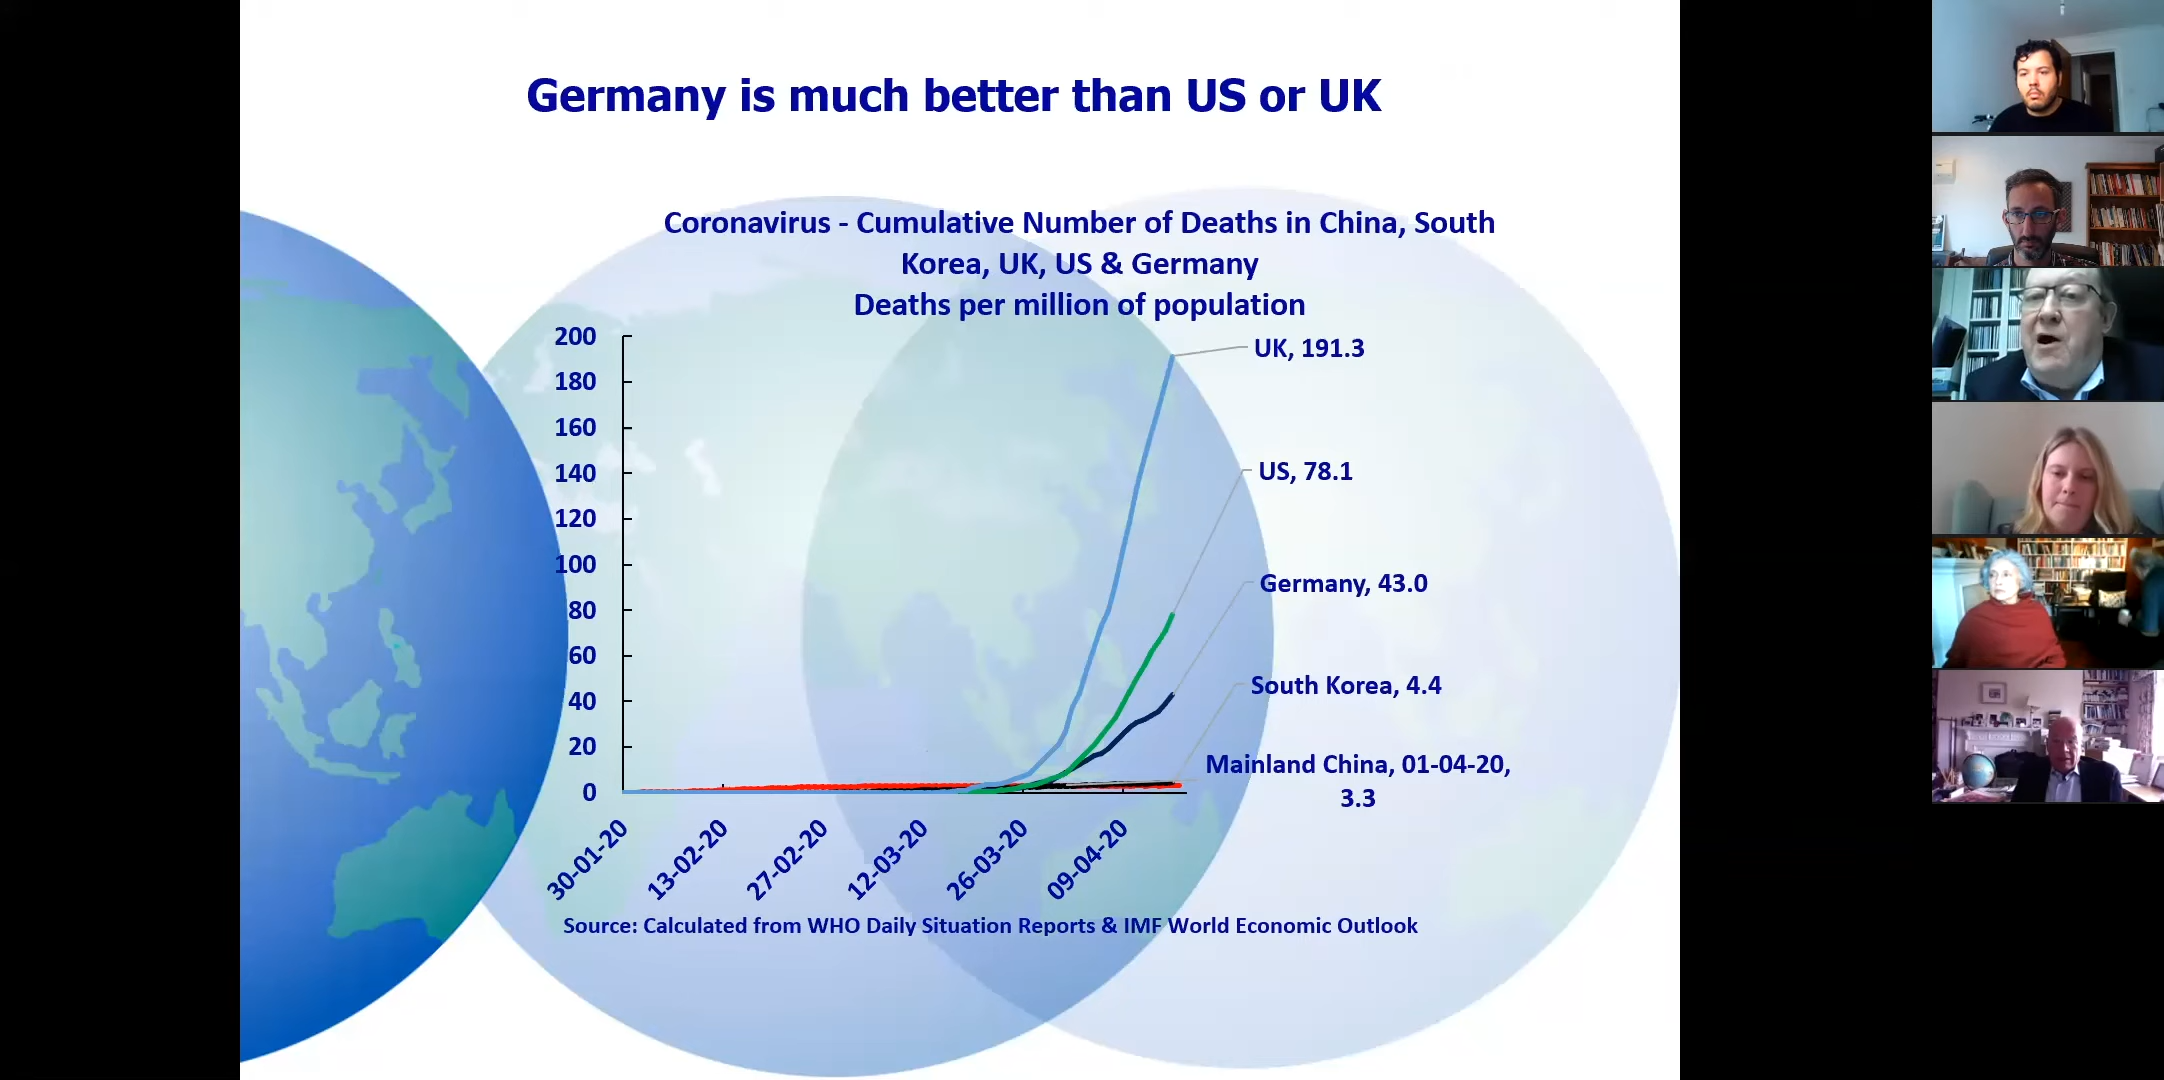 Germany is much better than US or UK
Coronavirus - Cumulative Number of Deaths in China, South
Korea, UK, US & Germany
Deaths per million of population
200
180
160
140
120
100
80
60
40
20
0
UK, 191.3
US, 78.1
Germany, 43.0
South Korea, 4.4
Mainland China, 01-04-20,
3.3
30-01-20
13-02-20
27-02-20
12-03-20
26-03-20
09-04-20
Source: Calculated from WHO Daily Situation Reports & IMF World Economic Outlook